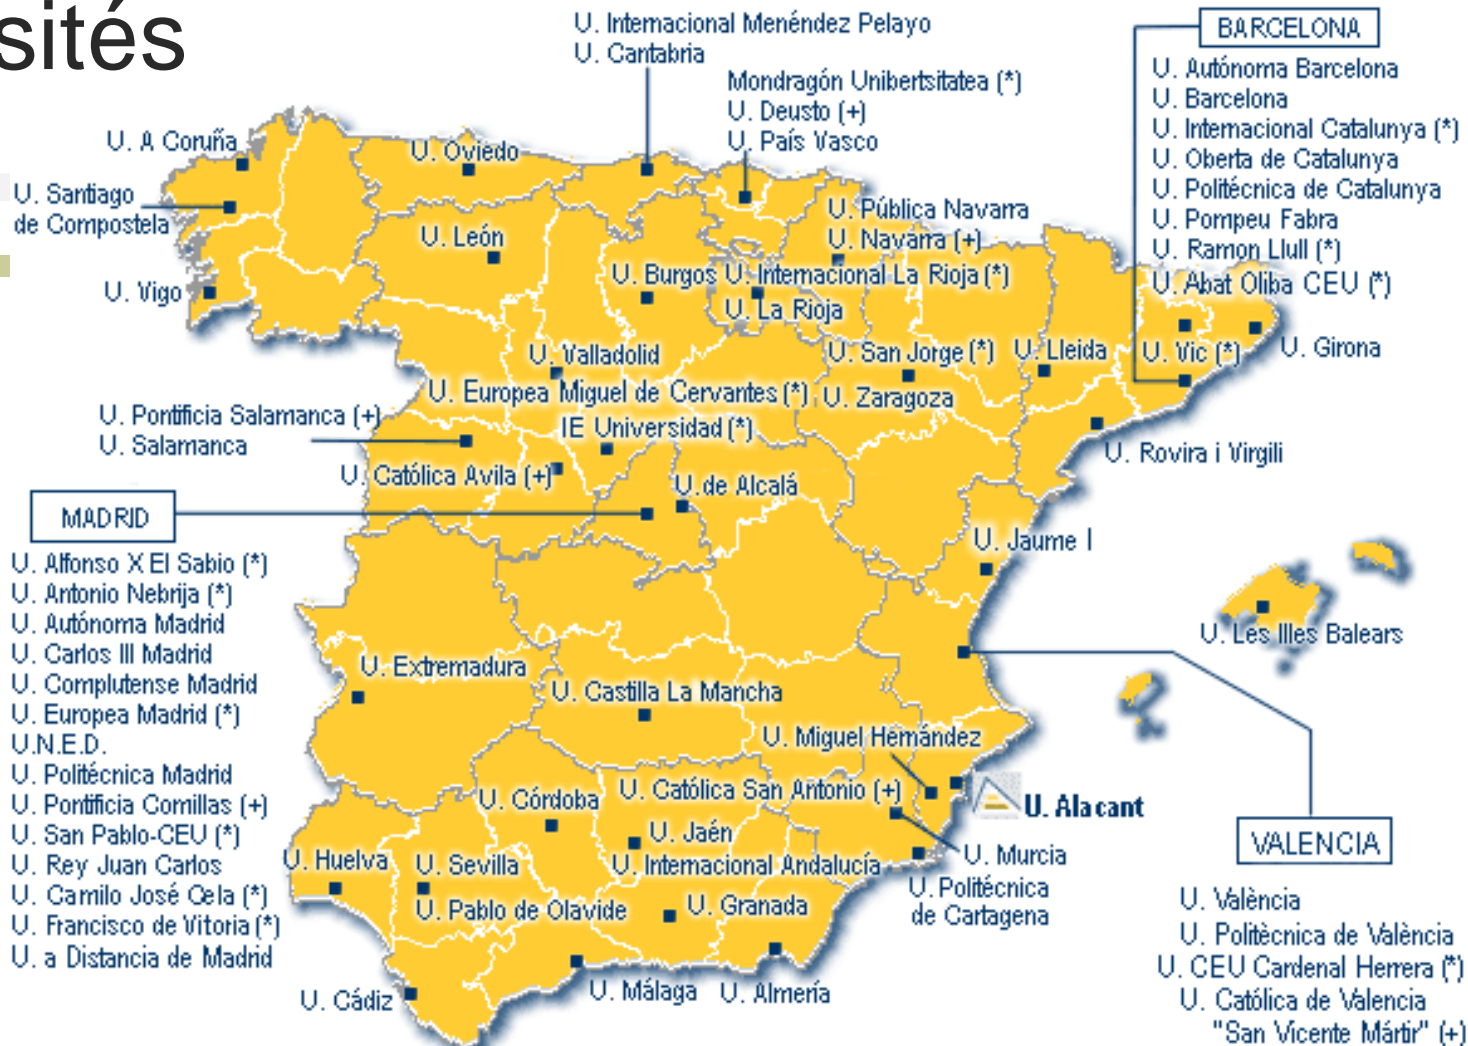 sités
U. Internacional Menéndez Pelayo
U. Cantabria
Mondragón Unibertsitatea (*)
U. Deusto (+)
U. País Vasco
BARCELONA
U. Autónoma Barcelona
U. Barcelona
U. Internacional Catalunya (*)
U. Oberta de Catalunya
U. Politécnica de Catalunya
U. Pompeu Fabra
U. Ramon Llull (*)
U. Abat Oliba CEU (*)
U. A Coruña
U. Oviedo
U. Santiago
de Compostela
U. Pública Navarra
U. Navarra (+)
U. León
U. Burgos
U. Internacional La Rioja (*)
U. La Rioja
U. Vigo
U. Valladolid
U. San Jorge (*)
U. Lleida
U. Vic (*)
U. Girona
U. Europea Miguel de Cervantes (*)
U. Zaragoza
U. Pontificia Salamanca (+)
U. Salamanca
IE Universidad (*)
U. Rovira i Virgili
U. Católica Avila (+)
U.de Alcalá
MADRID
U. Alfonso X El Sabio (*)
U. Antonio Nebrija (*)
U. Autónoma Madrid
U. Carlos III Madrid
U. Complutense Madrid
U. Europea Madrid (*)
U.N.E.D.
U. Politécnica Madrid
U. Pontificia Comillas (+)
U. San Pablo-CEU (*)
U. Rey Juan Carlos
U. Camilo José Cela (*)
U. Francisco de Vitoria (*)
U. a Distancia de Madrid
U. Jaume I
U. Les Illes Balears
U. Extremadura
U. Castilla La Mancha
U. Miguel Hernández
U. Católica San Antonio (+)
U. Alacant
U. Córdoba
U. Jaén
U. Huelva
U. Sevilla
U. Internacional Andalucía
U. Murcia
U. Pablo de Olavide
U. Granada
U. Politécnica
de Cartagena
U. Cádiz
U. Málaga
U. Almería
VALENCIA
U. València
U. Politècnica de València
U. CEU Cardenal Herrera (*)
U. Católica de Valencia
"San Vicente Mártir" (+)